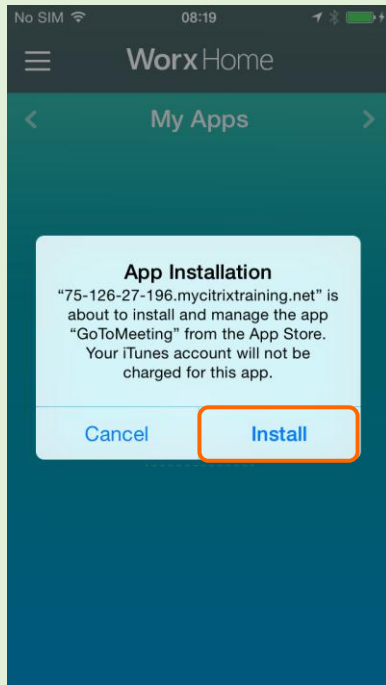 No SIM 08:19
Worx Home
My Apps
App Installation
“75-126-27-196.mycitrixtraining.net” is
about to install and manage the app
“GoToMeeting” from the App Store.
Your iTunes account will not be
charged for this app.
Cancel Install